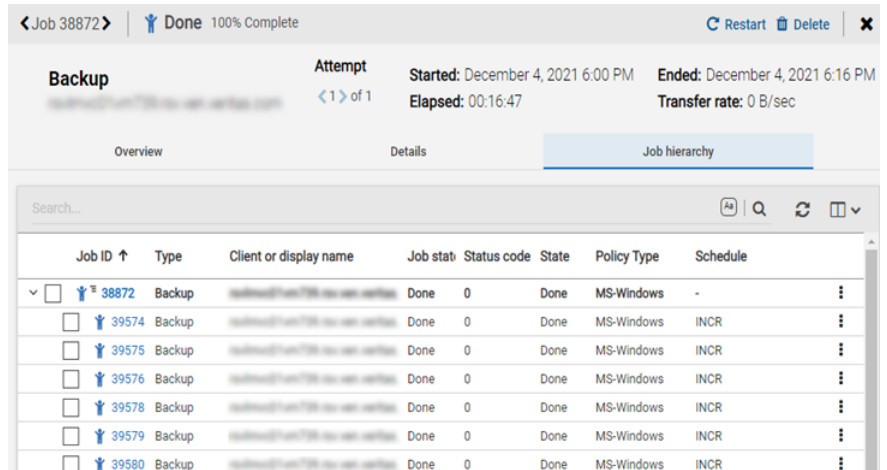 Job 38872 Done 100% Complete Restart Delete
Backup Attempt Started: December 4, 2021 6:00 PM Ended: December 4, 2021 6:16 PM
1 of 1 Elapsed: 00:16:47 Transfer rate: 0 B/sec
Overview Details Job hierarchy
Search... Aa
Job ID Type Client or display name Job stat Status code State Policy Type Schedule
38872 Backup Done 0 Done MS-Windows -
39574 Backup Done 0 Done MS-Windows INCR
39575 Backup Done 0 Done MS-Windows INCR
39576 Backup Done 0 Done MS-Windows INCR
39578 Backup Done 0 Done MS-Windows INCR
39579 Backup Done 0 Done MS-Windows INCR
39580 Backup Done 0 Done MS-Windows INCR